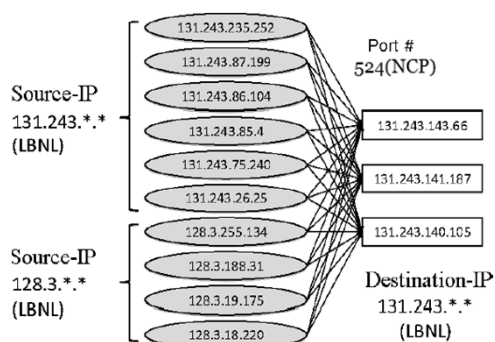 Source-IP
131.243.*.*
(LBNL)
Source-IP
128.3.*.*
(LBNL)
131.243.235.252
131.243.87.199
131.243.86.104
131.243.85.4
131.243.75.240
131.243.26.25
128.3.255.134
128.3.188.31
128.3.19.175
128.3.18.220
Port #
524(NCP)
131.243.143.66
131.243.141.187
131.243.140.105
Destination-IP
131.243.*.*
(LBNL)